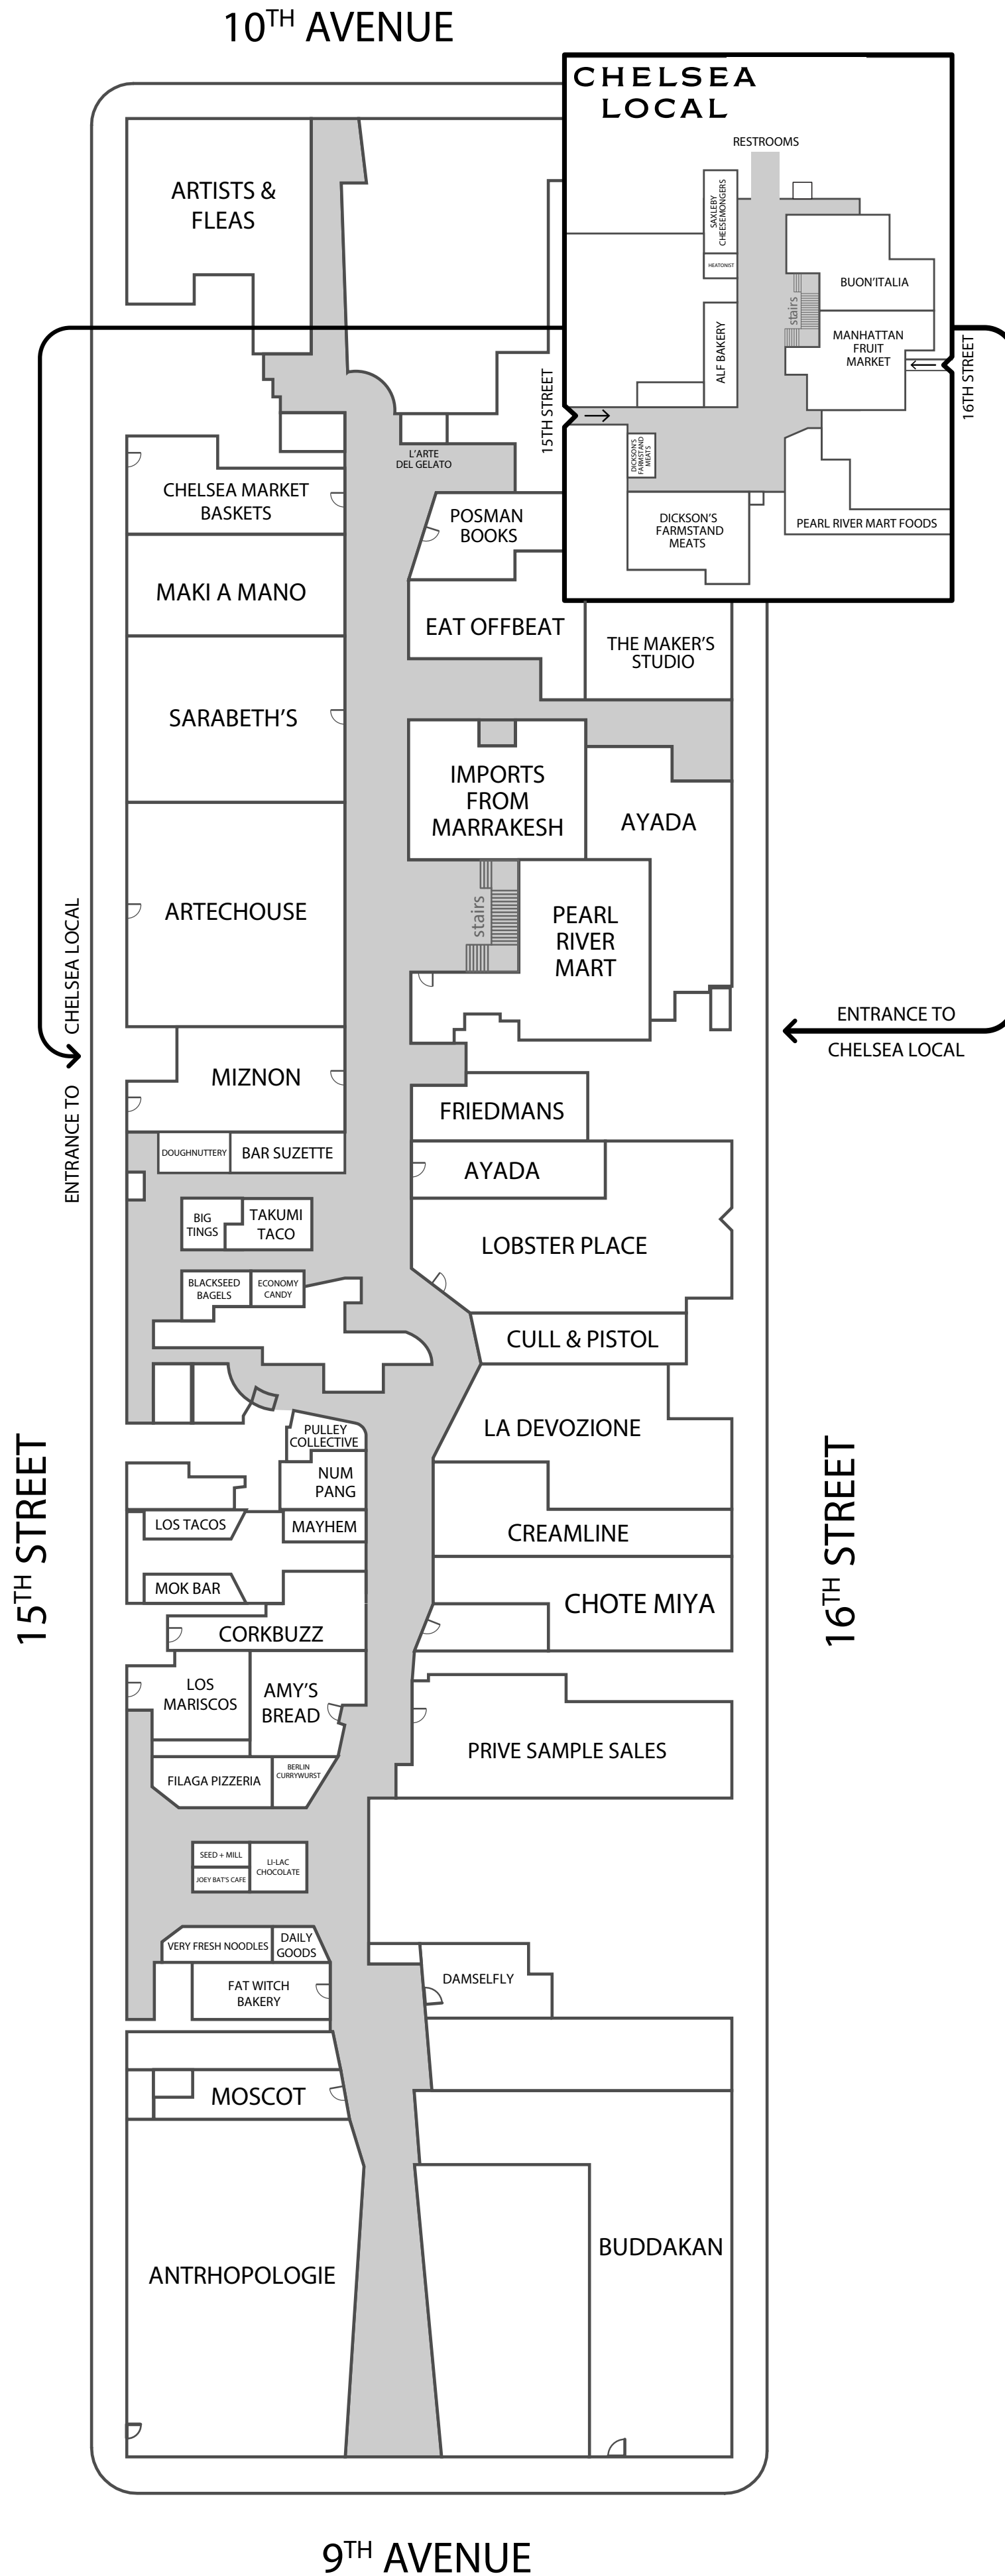 10TH AVENUE
CHELSEA
LOCAL
RESTROOMS
SAXLEBY
CHEESEMONGERS
HEATONIST
ALF BAKERY
stairs
BUON'ITALIA
MANHATTAN
FRUIT
MARKET
15TH STREET
16TH STREET
DICKSON'S
FARMSTAND
MEATS
DICKSON'S
FARMSTAND
MEATS
PEARL RIVER MART FOODS
ARTISTS &
FLEAS
L'ARTE
DEL GELATO
CHELSEA MARKET
BASKETS
POSMAN
BOOKS
MAKI A MANO
EAT OFFBEAT
THE MAKER'S
STUDIO
SARABETH'S
IMPORTS
FROM
MARRAKESH
AYADA
ARTECHOUSE
stairs
PEARL
RIVER
MART
ENTRANCE TO
CHELSEA LOCAL
ENTRANCE TO
CHELSEA LOCAL
MIZNON
FRIEDMANS
DOUGHNUTTERY
BAR SUZETTE
AYADA
BIG
TINGS
TAKUMI
TACO
LOBSTER PLACE
BLACKSEED
BAGELS
ECONOMY
CANDY
CULL & PISTOL
LA DEVOZIONE
PULLEY
COLLECTIVE
NUM
PANG
LOS TACOS
MAYHEM
CREAMLINE
15TH STREET
16TH STREET
MOK BAR
CHOTE MIYA
CORKBUZZ
LOS
MARISCOS
AMY'S
BREAD
PRIVE SAMPLE SALES
FILAGA PIZZERIA
BERLIN
CURRYWURST
SEED + MILL
JOEY BAT'S CAFE
LI-LAC
CHOCOLATE
VERY FRESH NOODLES
DAILY
GOODS
FAT WITCH
BAKERY
DAMSELFLY
MOSCOT
BUDDAKAN
ANTRHOPOLOGIE
9TH AVENUE